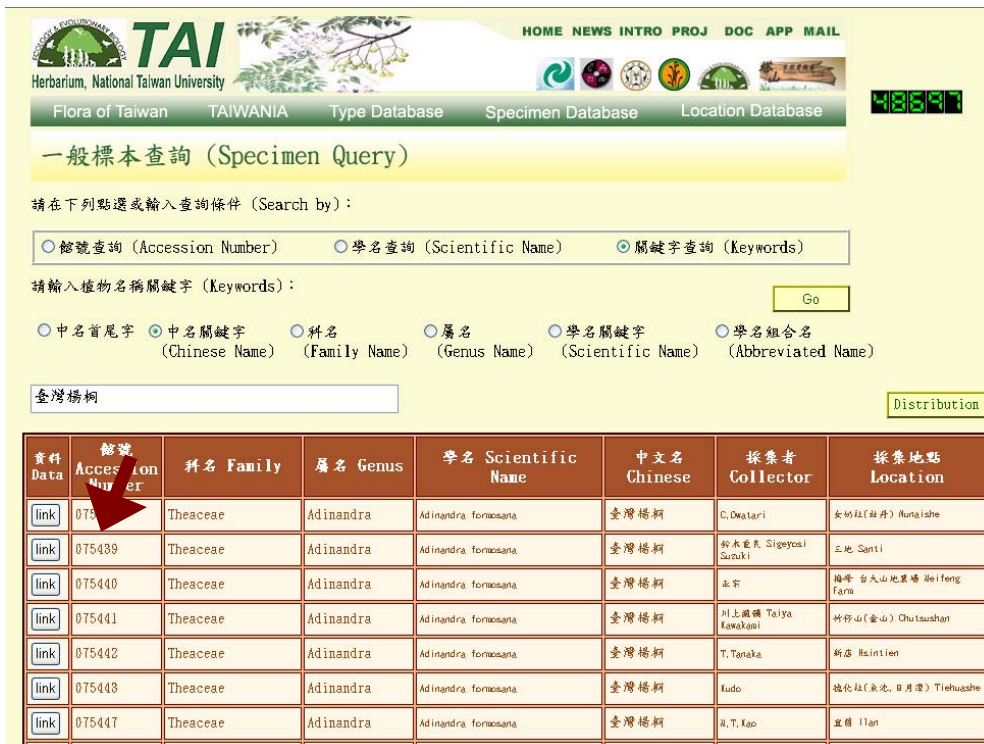 TAI
HOME NEWS INTRO PROJ DOC APP MAIL
Herbarium, National Taiwan University
Flora of Taiwan TAIWANIA Type Database Specimen Database Location Database
48697
一般標本查詢 (Specimen Query)
請在下列點選或輸入查詢條件 (Search by)：
館號查詢 (Accession Number) 學名查詢 (Scientific Name) 關鍵字查詢 (Keywords)
請輸入植物名稱關鍵字 (Keywords)：
Go
中名首尾字 中名關鍵字 (Chinese Name) 科名 (Family Name) 屬名 (Genus Name) 學名關鍵字 (Scientific Name) 學名組合名 (Abbreviated Name)
臺灣楊桐
Distribution
資料 Data 館號 Accession Number 科名 Family 屬名 Genus 學名 Scientific Name 中文名 Chinese 採集者 Collector 採集地點 Location
link 075 Theaceae Adinandra Adinandra formosana 臺灣楊桐 C, Owatari Nunaishe
link 075439 Theaceae Adinandra Adinandra formosana 臺灣楊桐 鈴木重良 Sigeyosi Suzuki 三地 Santi
link 075440 Theaceae Adinandra Adinandra formosana 臺灣楊桐 正宗 梅峰 台大山地農場 Meifeng Farm
link 075441 Theaceae Adinandra Adinandra formosana 臺灣楊桐 川上瀧彌 Taiya Kawakami 竹仔山(金山) Chutsushan
link 075442 Theaceae Adinandra Adinandra formosana 臺灣楊桐 T, Tanaka 新店 Hsintien
link 075443 Theaceae Adinandra Adinandra formosana 臺灣楊桐 Kudo (魚池, 日月潭) Tiehuashe
link 075447 Theaceae Adinandra Adinandra formosana 臺灣楊桐 N, T, Kao 宜蘭 Ilan